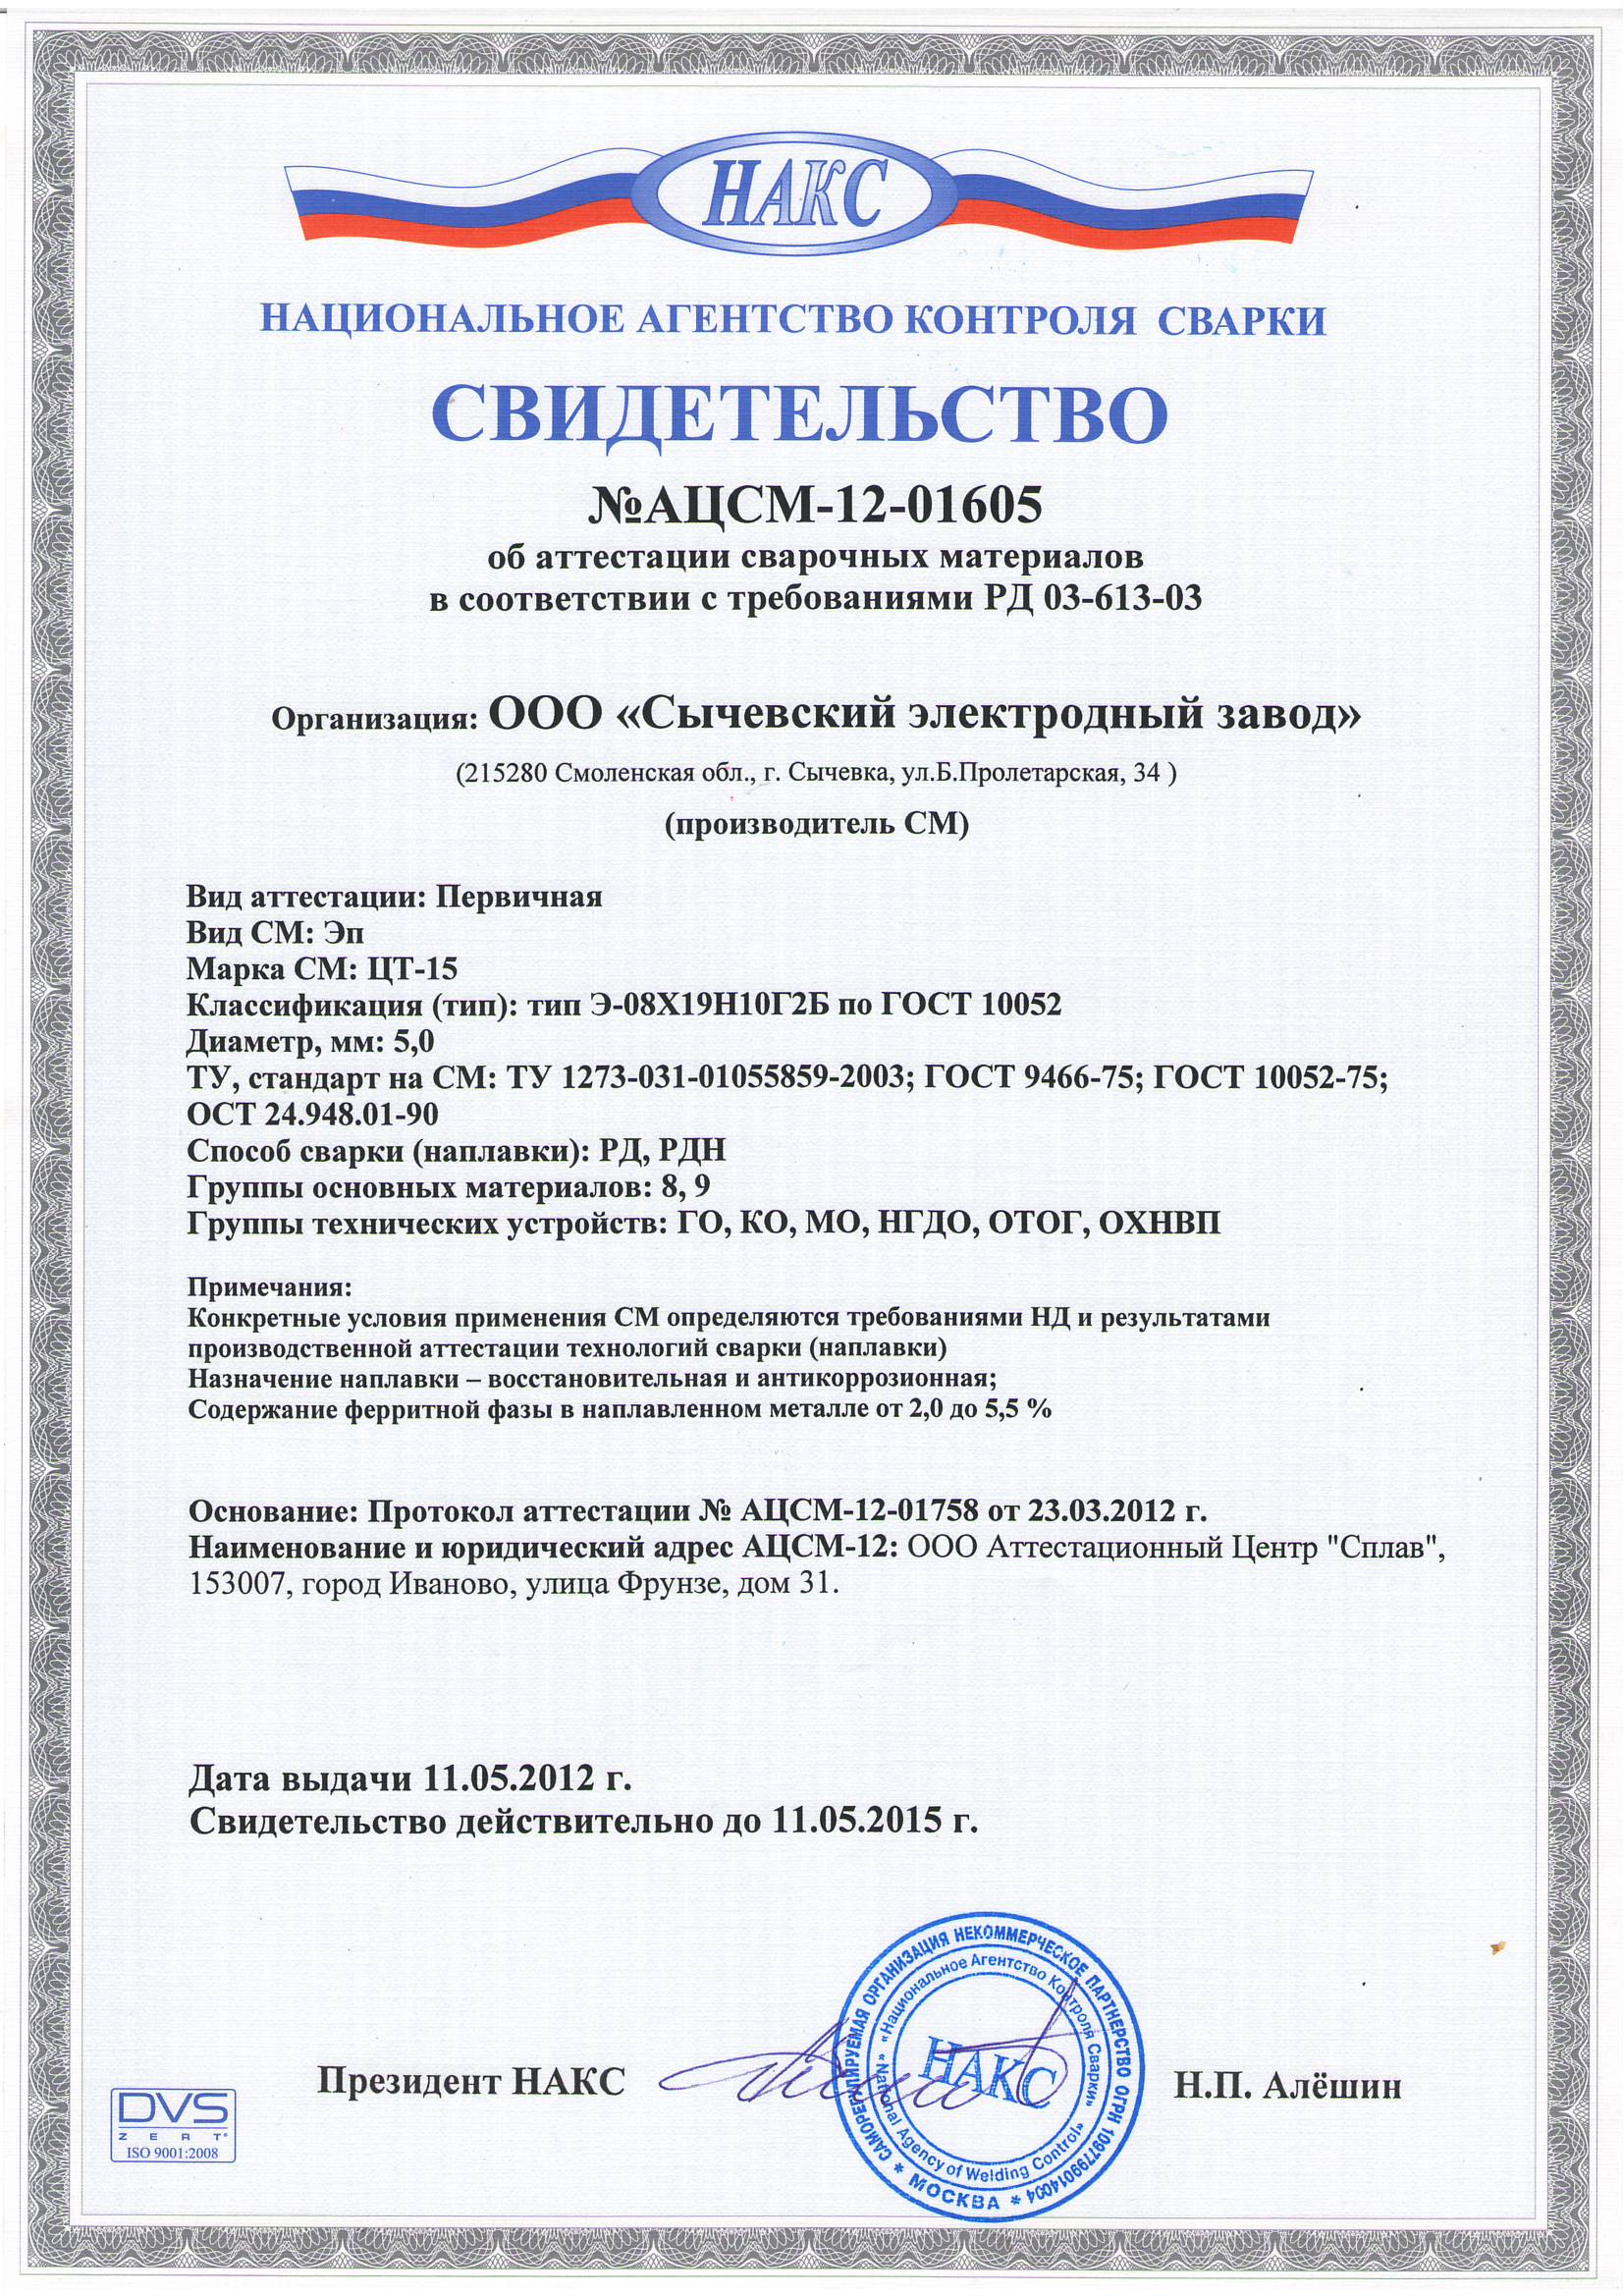 НАКС
НАЦИОНАЛЬНОЕ АГЕНТСТВО КОНТРОЛЯ СВАРКИ
СВИДЕТЕЛЬСТВО
№АЦСМ-12-01605
об аттестации сварочных материалов
в соответствии с требованиями РД 03-613-03
Организация: ООО «Сычевский электродный завод»
(215280 Смоленская обл., г. Сычевка, ул.Б.Пролетарская, 34 )
(производитель СМ)
Вид аттестации: Первичная
Вид СМ: Эп
Марка СМ: ЦТ-15
Классификация (тип): тип Э-08Х19Н10Г2Б по ГОСТ 10052
Диаметр, мм: 5,0
ТУ, стандарт на СМ: ТУ 1273-031-01055859-2003; ГОСТ 9466-75; ГОСТ 10052-75;
ОСТ 24.948.01-90
Способ сварки (наплавки): РД, РДН
Группы основных материалов: 8, 9
Группы технических устройств: ГО, КО, МО, НГДО, ОТОГ, ОХНВП
Примечания:
Конкретные условия применения СМ определяются требованиями НД и результатами
производственной аттестации технологий сварки (наплавки)
Назначение наплавки – восстановительная и антикоррозионная;
Содержание ферритной фазы в наплавленном металле от 2,0 до 5,5 %
Основание: Протокол аттестации № АЦСМ-12-01758 от 23.03.2012 г.
Наименование и юридический адрес АЦСМ-12: ООО Аттестационный Центр "Сплав",
153007, город Иваново, улица Фрунзе, дом 31.
Дата выдачи 11.05.2012 г.
Свидетельство действительно до 11.05.2015 г.
Президент НАКС
Н.П. Алёшин
САМОРЕГУЛИРУЕМАЯ ОРГАНИЗАЦИЯ НЕКОММЕРЧЕСКОЕ ПАРТНЕРСТВО ОГРН 1097799014004
* МОСКВА *
«Национальное Агентство Контроля Сварки»
«National Agency of Welding Control»
НАКС
DVS
ZERT®
ISO 9001:2008